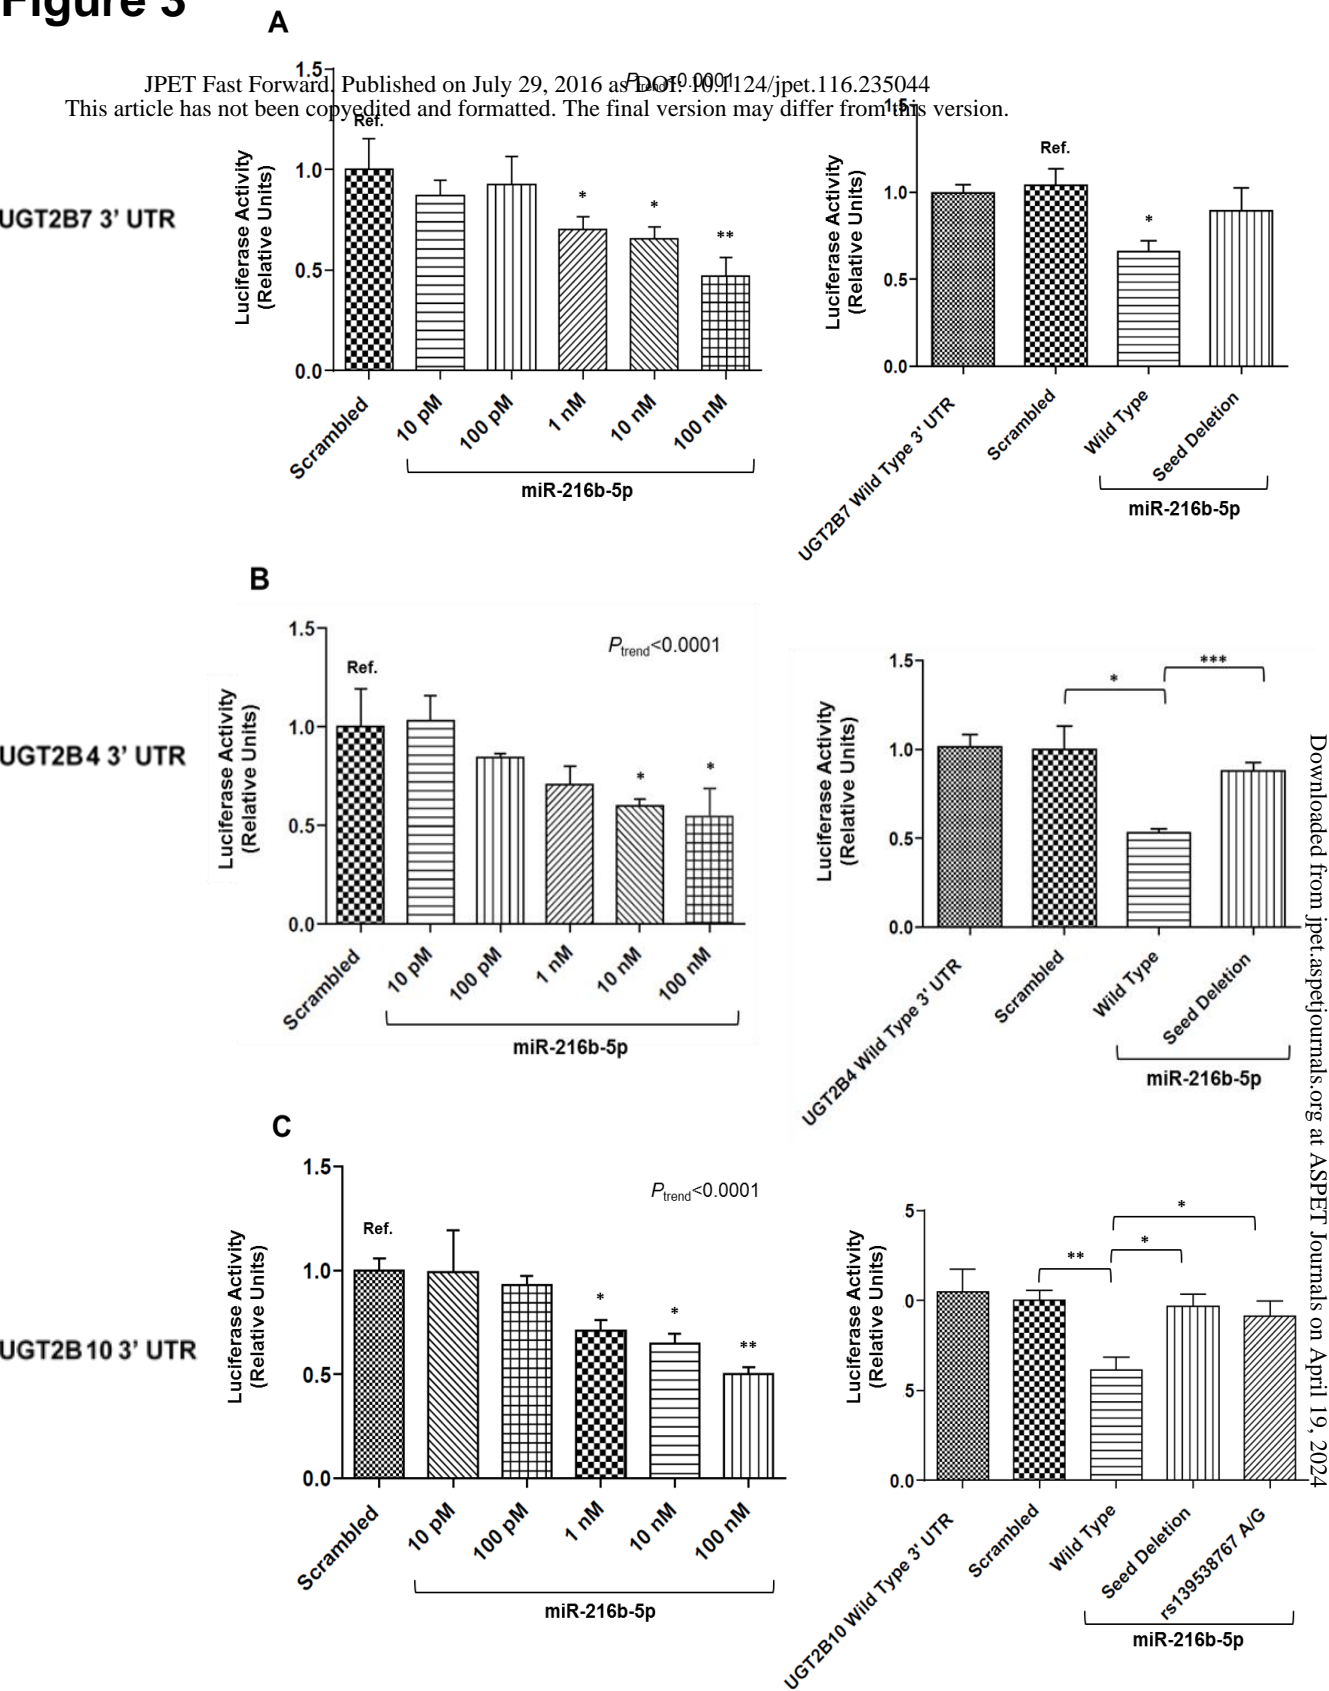 Figure 3
A
JPET Fast Forward. Published on July 29, 2016 as DOI: 10.1124/jpet.116.235044
This article has not been copyedited and formatted. The final version may differ from this version.
UGT2B7 3’ UTR
Luciferase Activity
(Relative Units)
1.5
1.0
0.5
0.0
Ref.
*
*
**
Ptrend<0.0001
Scrambled
10 pM
100 pM
1 nM
10 nM
100 nM
miR-216b-5p
Luciferase Activity
(Relative Units)
1.5
1.0
0.5
0.0
Ref.
*
UGT2B7 Wild Type 3' UTR
Scrambled
Wild Type
Seed Deletion
miR-216b-5p
B
UGT2B4 3’ UTR
Luciferase Activity
(Relative Units)
1.5
1.0
0.5
0.0
Ref.
*
*
Ptrend<0.0001
Scrambled
10 pM
100 pM
1 nM
10 nM
100 nM
miR-216b-5p
Luciferase Activity
(Relative Units)
1.5
1.0
0.5
0.0
*
***
UGT2B4 Wild Type 3' UTR
Scrambled
Wild Type
Seed Deletion
miR-216b-5p
C
UGT2B10 3’ UTR
Luciferase Activity
(Relative Units)
1.5
1.0
0.5
0.0
Ref.
*
*
**
Ptrend<0.0001
Scrambled
10 pM
100 pM
1 nM
10 nM
100 nM
miR-216b-5p
Luciferase Activity
(Relative Units)
5
0
5
0.0
**
*
*
UGT2B10 Wild Type 3' UTR
Scrambled
Wild Type
Seed Deletion
rs139538767 A/G
miR-216b-5p
Downloaded from jpet.aspetjournals.org at ASPET Journals on April 19, 2024